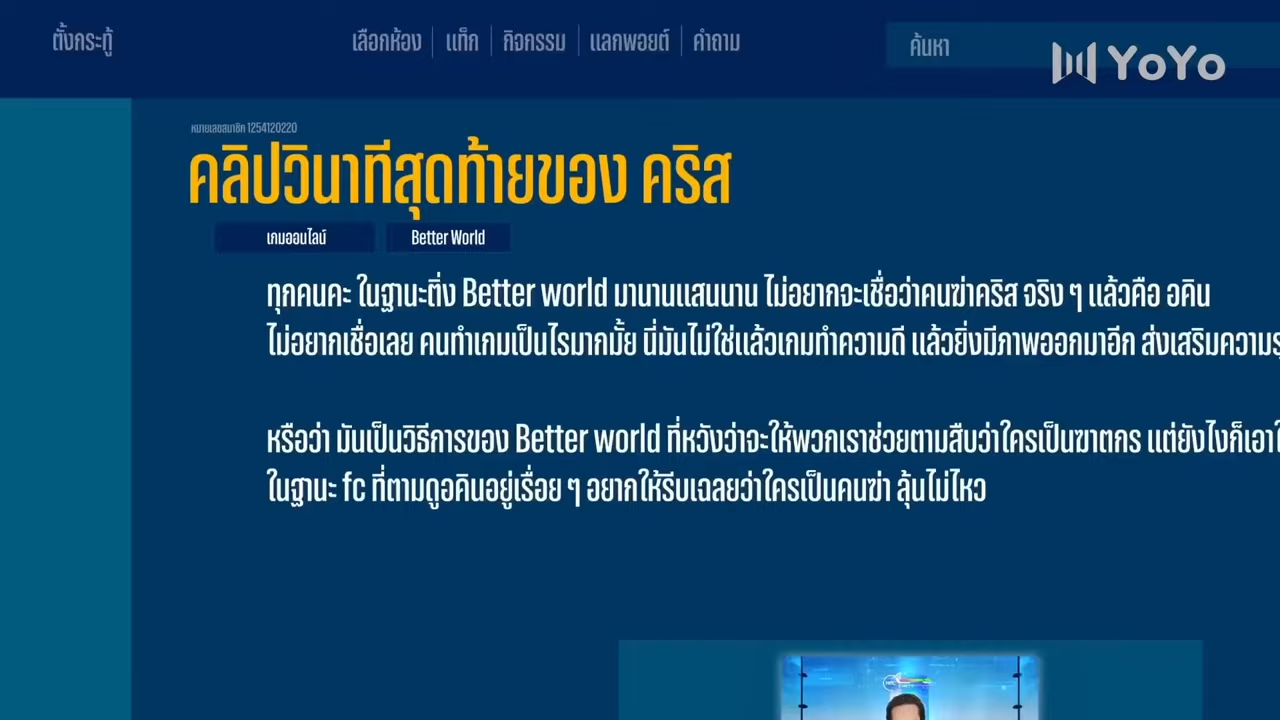 ตั้งกระทู้
เลือกห้อง แท็ก กิจกรรม แลกพอยต์ คำถาม
ค้นหา
YoYo
หมายเลขสมาชิก 1254120220
คลิปวินาทีสุดท้ายของ คริส
เกมออนไลน์ Better World
ทุกคนคะ ในฐานะติ่ง Better world มานานแสนนาน ไม่อยากจะเชื่อว่าคนฆ่าคริส จริง ๆ แล้วคือ อคิน
ไม่อยากเชื่อเลย คนทำเกมเป็นไรมากมั้ย นี่มันไม่ใช่แล้วเกมทำความดี แล้วยิ่งมีภาพออกมาอีก ส่งเสริมความ
หรือว่า มันเป็นวิธีการของ Better world ที่หวังว่าจะให้พวกเราช่วยตามสืบว่าใครเป็นฆาตกร แต่ยังไงก็เอา
ในฐานะ fc ที่ตามดูอคินอยู่เรื่อย ๆ อยากให้รีบเฉลยว่าใครเป็นคนฆ่า ลุ้นไม่ไหว